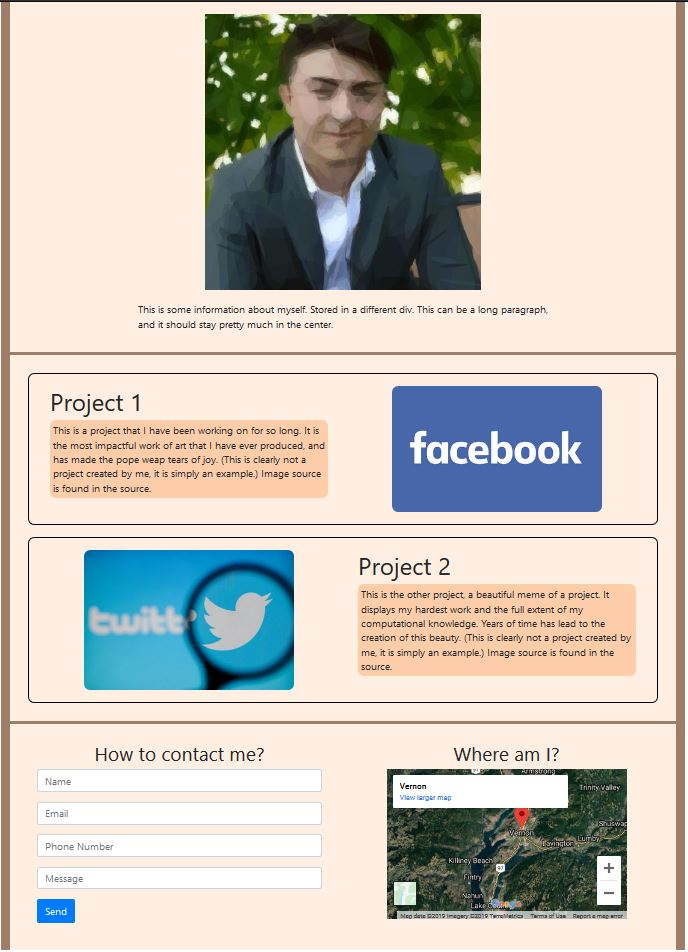 This is some information about myself. Stored in a different div. This can be a long paragraph,
and it should stay pretty much in the center.
Project 1
This is a project that I have been working on for so long. It is
the most impactful work of art that I have ever produced, and
has made the pope weap tears of joy. (This is clearly not a
project created by me, it is simply an example.) Image source
is found in the source.
facebook
twitt
Project 2
This is the other project, a beautiful meme of a project. It
displays my hardest work and the full extent of my
computational knowledge. Years of time has lead to the
creation of this beauty. (This is clearly not a project created by
me, it is simply an example.) Image source is found in the
source.
How to contact me?
Name
Email
Phone Number
Message
Send
Where am I?
Armstrong
97
Vernon
View larger map
Trinity Valley
Vernon
Shuswap
Lumby
Lavington
Killiney Beach
97
Fintry
Nahun
Lake
Google
+
−
Map data ©2019 Imagery ©2019 TerraMetrics Terms of Use Report a map error